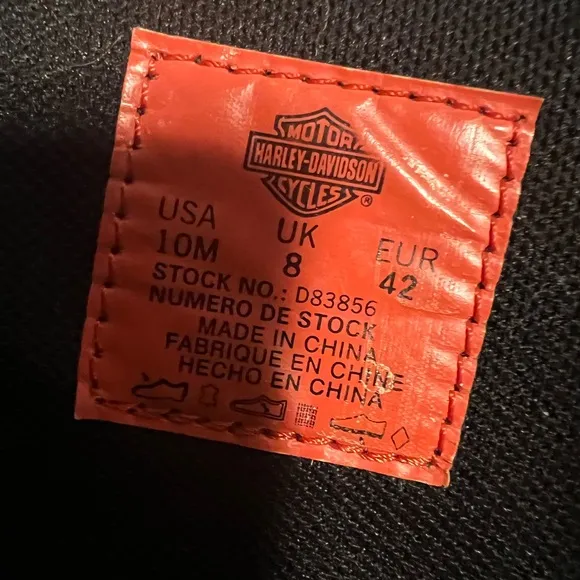 MOTOR
HARLEY-DAVIDSON
CYCLES ®
USA UK EUR
10M 8 42
STOCK NO.: D83856
NUMERO DE STOCK
MADE IN CHINA
FABRIQUE EN CHINE
HECHO EN CHINA